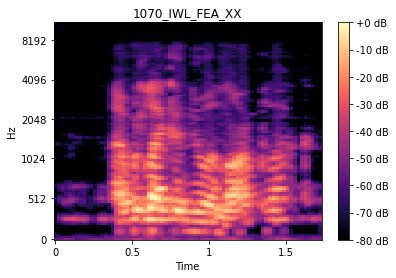 1070_IWL_FEA_XX
+0 dB
8192
-10 dB
4096
-20 dB
-30 dB
2048
Hz
-40 dB
1024
-50 dB
512
-60 dB
-70 dB
0
-80 dB
0
0.5
1
1.5
Time